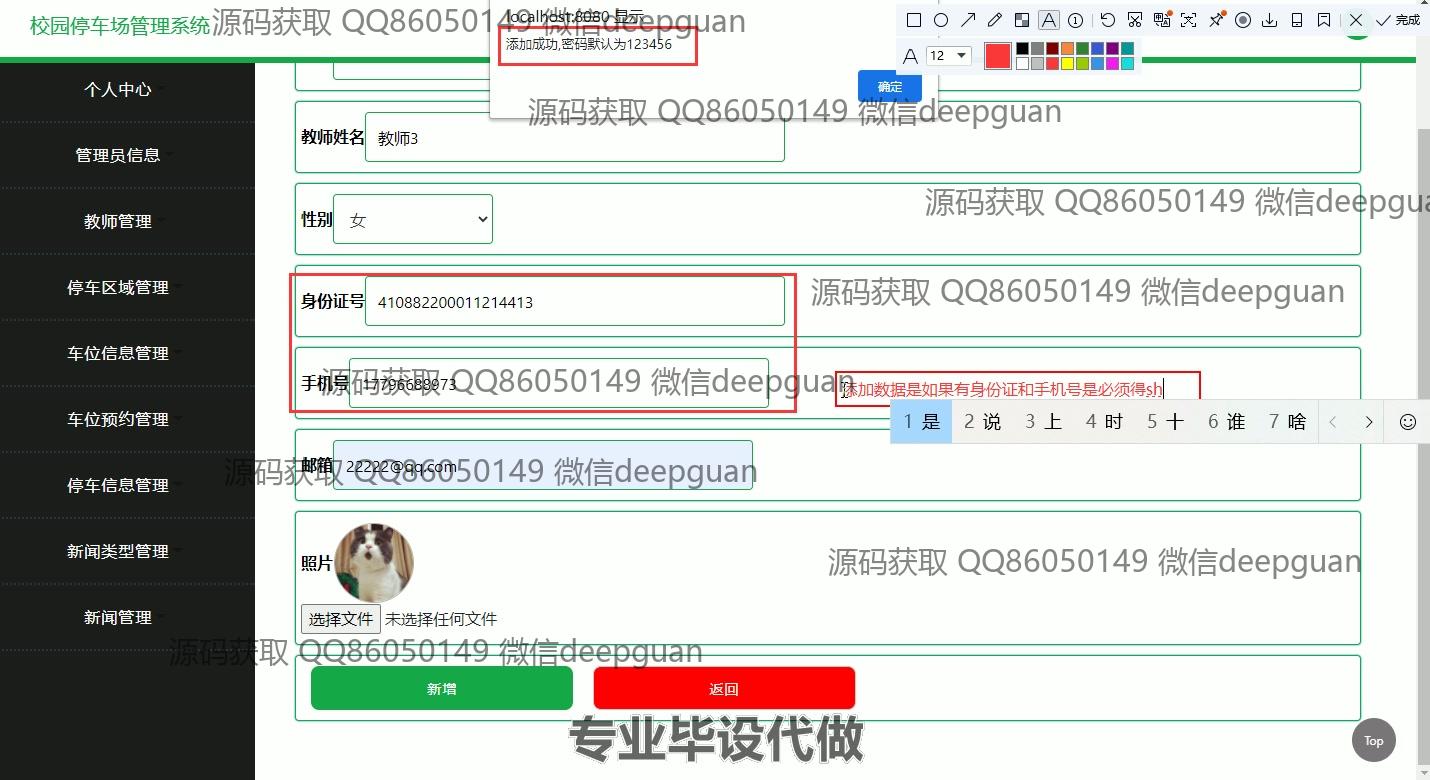 校园停车场管理系统
源码获取 QQ86050149 微信deepguan
localhost:8080 显示
添加成功,密码默认为123456
确定
完成
A
12
源码获取 QQ86050149 微信deepguan
个人中心
管理员信息
教师管理
停车区域管理
车位信息管理
车位预约管理
停车信息管理
新闻类型管理
新闻管理
教师姓名 教师3
源码获取 QQ86050149 微信deepgua
性别 女
身份证号 410882200011214413
源码获取 QQ86050149 微信deepguan
手机号 17796688973
源码获取 QQ86050149 微信deepguan
添加数据是如果有身份证和手机号是必须得sh
1 是 2 说 3 上 4 时 5 十 6 谁 7 啥
邮箱 22222@qq.com
源码获取 QQ86050149 微信deepguan
照片
源码获取 QQ86050149 微信deepguan
选择文件 未选择任何文件
源码获取 QQ86050149 微信deepguan
新增 返回
专业毕设代做
Top